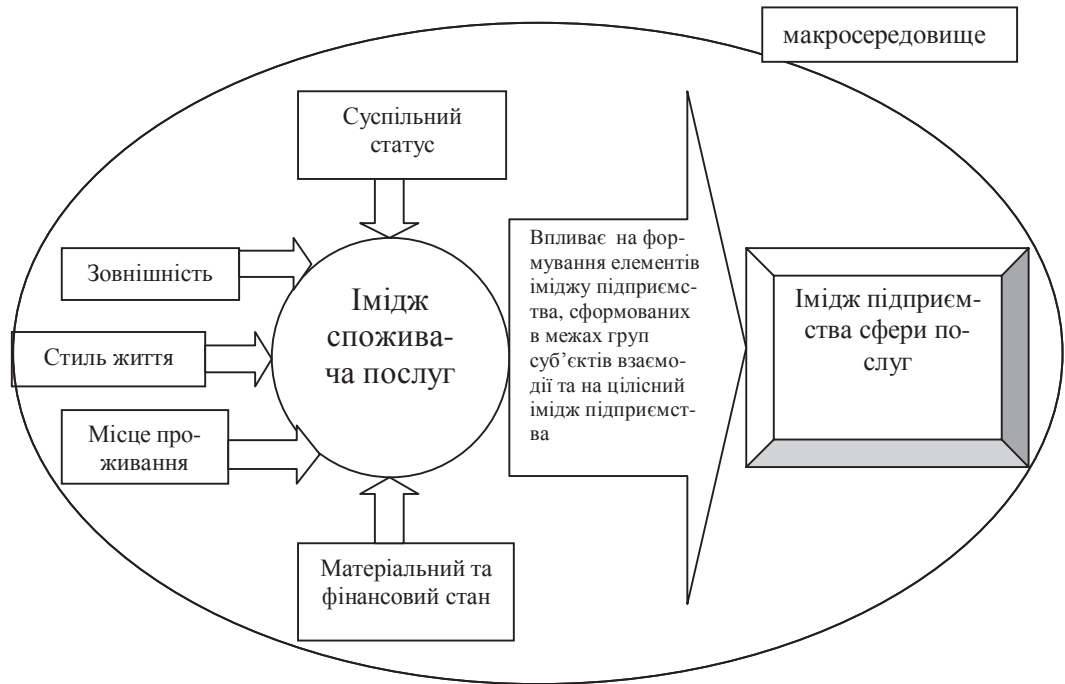 макросередовище
Суспільний
статус
Зовнішність
Стиль життя
Місце про-
живання
Матеріальний та
фінансовий стан
Імідж
спожива-
ча послуг
Впливає на фор-
мування елементів
іміджу підприємс-
тва, сформованих
в межах груп
суб’єктів взаємо-
дії та на цілісний
імідж підприємст-
ва
Імідж підприєм-
ства сфери по-
слуг